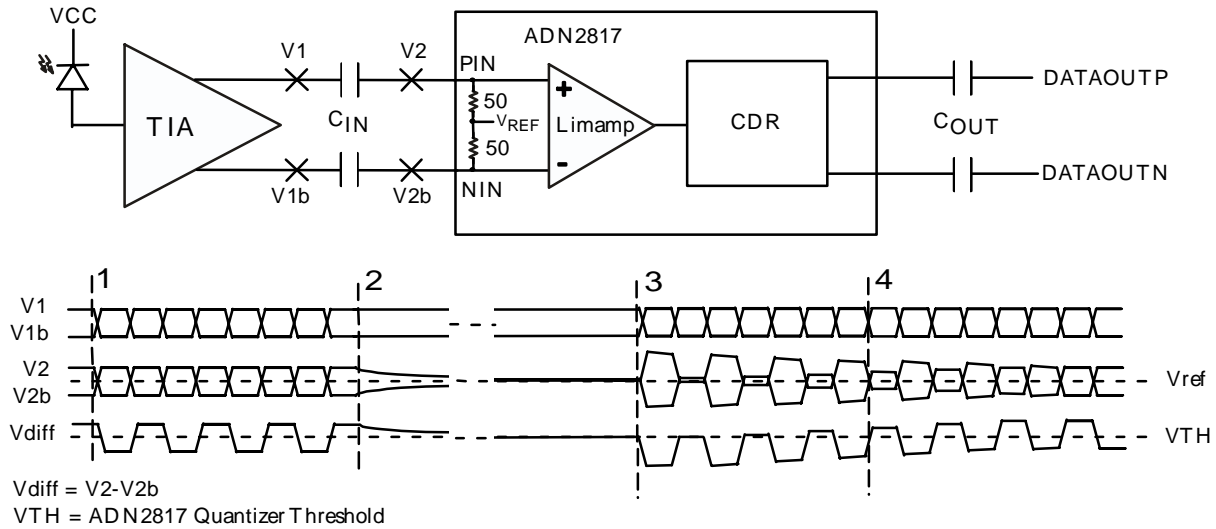 VCC
ADN2817
V1
V2
PIN
50
TIA
CIN
VREF
Limamp
CDR
COUT
DATAOUTP
50
V1b
V2b
NIN
DATAOUTN
+
-
1
2
3
4
V1
V1b
V2
V2b
Vref
Vdiff
VTH
Vdiff = V2-V2b
VTH = ADN2817 Quantizer Threshold